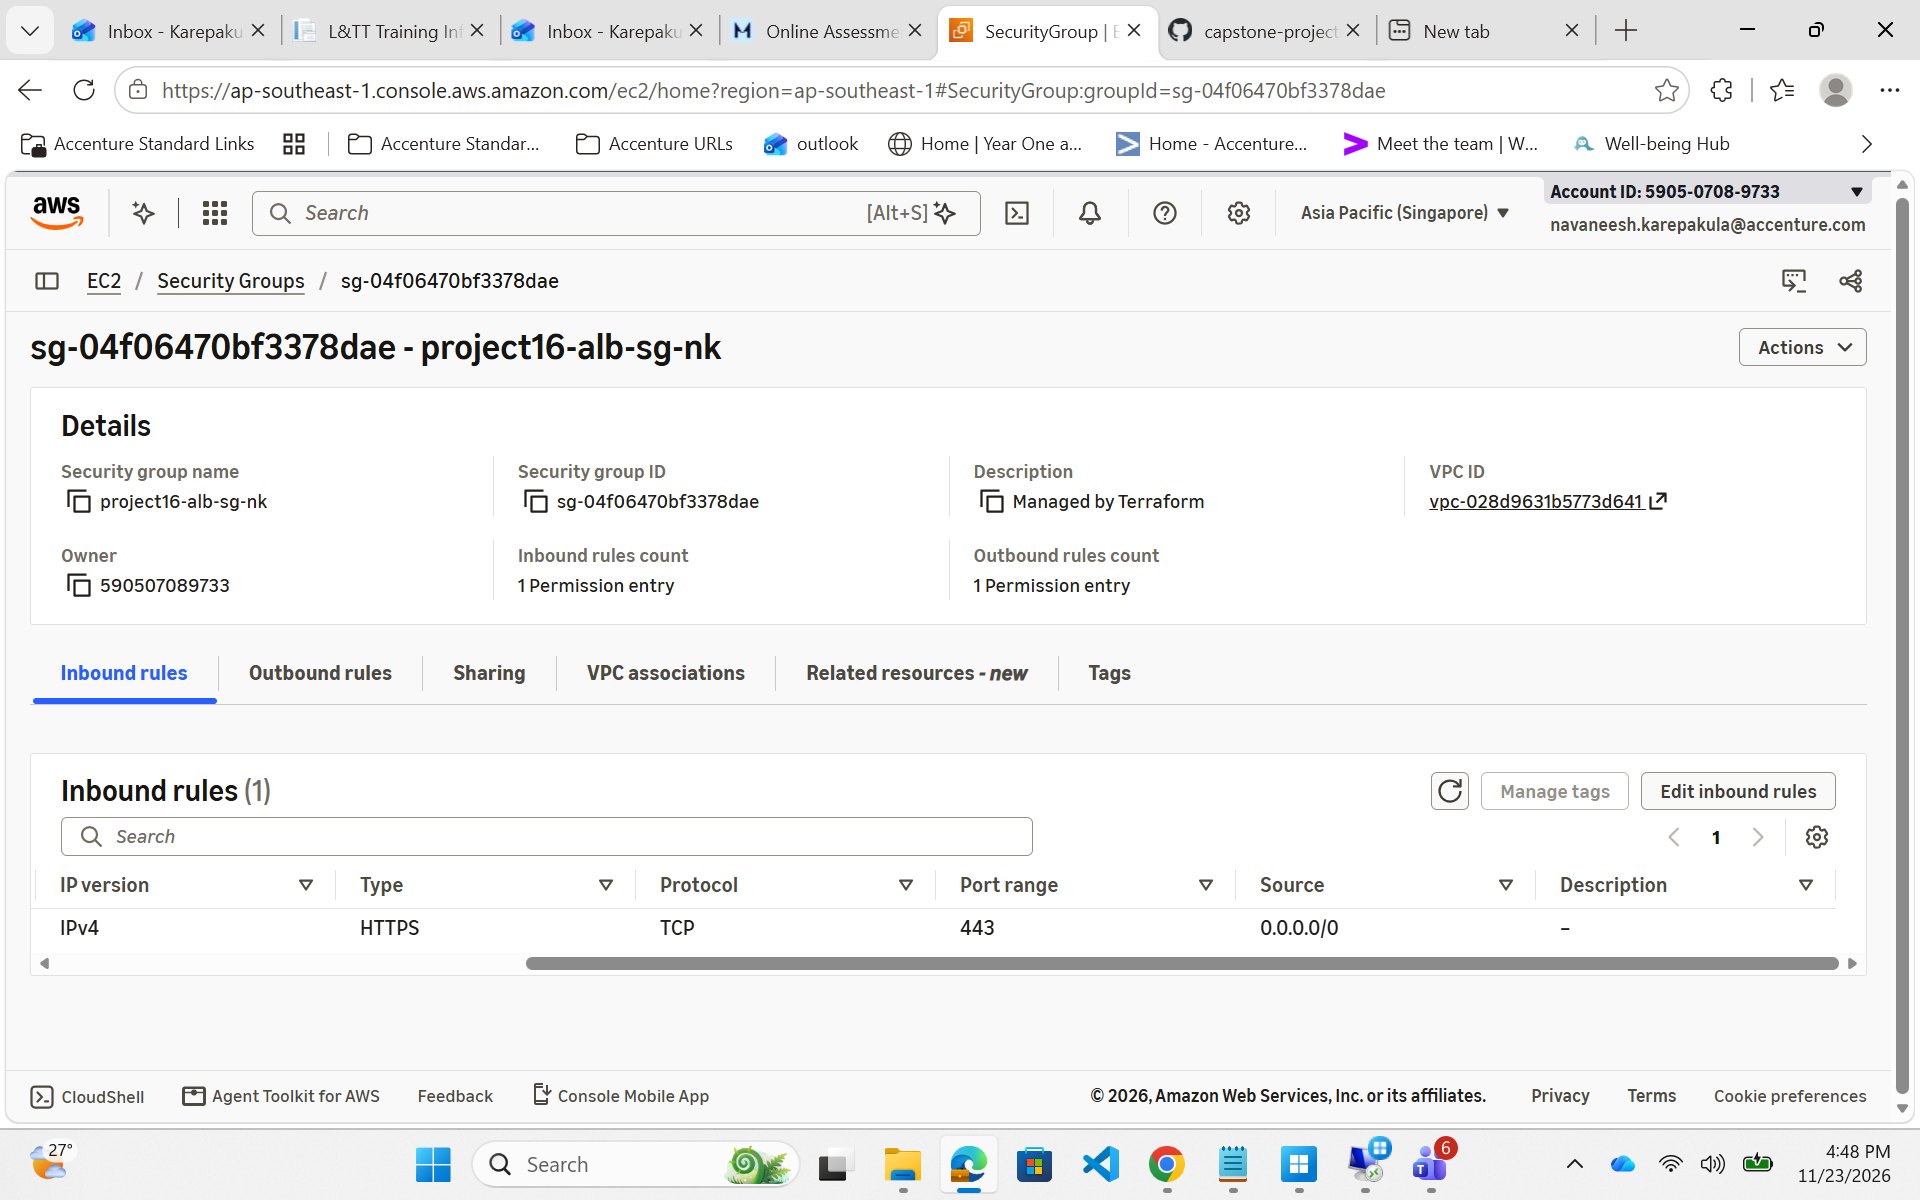 Inbox - Karepaku
L&TT Training Inf
Inbox - Karepaku
Online Assessme
SecurityGroup | E
capstone-project
New tab
https://ap-southeast-1.console.aws.amazon.com/ec2/home?region=ap-southeast-1#SecurityGroup:groupId=sg-04f06470bf3378dae
Accenture Standard Links
Accenture Standar...
Accenture URLs
outlook
Home | Year One a...
Home - Accenture...
Meet the team | W...
Well-being Hub
aws
Search
[Alt+S]
Asia Pacific (Singapore)
Account ID: 5905-0708-9733
navaneesh.karepakula@accenture.com
EC2 / Security Groups / sg-04f06470bf3378dae
sg-04f06470bf3378dae - project16-alb-sg-nk
Actions
Details
Security group name
project16-alb-sg-nk
Security group ID
sg-04f06470bf3378dae
Description
Managed by Terraform
VPC ID
vpc-028d9631b5773d641
Owner
590507089733
Inbound rules count
1 Permission entry
Outbound rules count
1 Permission entry
Inbound rules
Outbound rules
Sharing
VPC associations
Related resources - new
Tags
Inbound rules (1)
Manage tags
Edit inbound rules
Search
1
IP version
Type
Protocol
Port range
Source
Description
IPv4
HTTPS
TCP
443
0.0.0.0/0
–
CloudShell
Agent Toolkit for AWS
Feedback
Console Mobile App
© 2026, Amazon Web Services, Inc. or its affiliates.
Privacy
Terms
Cookie preferences
27°
Search
6
4:48 PM
11/23/2026